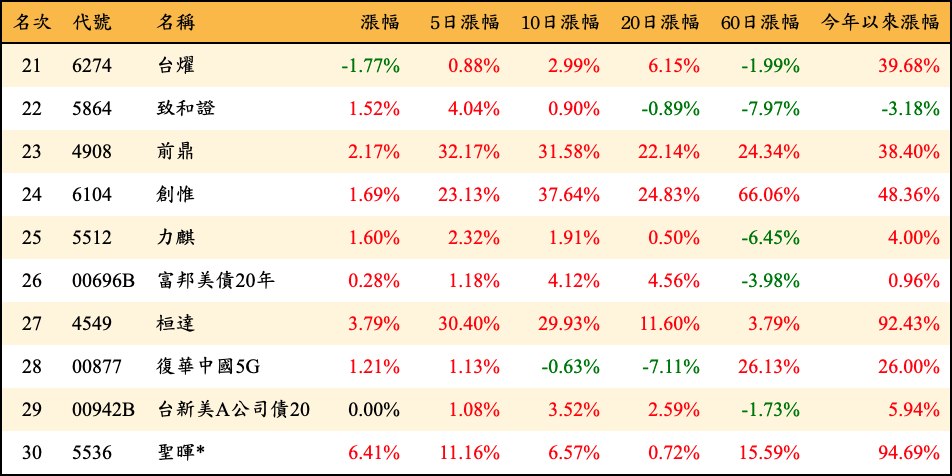 名次 代號 名稱 漲幅 5日漲幅 10日漲幅 20日漲幅 60日漲幅 今年以來漲幅
21 6274 台燿 -1.77% 0.88% 2.99% 6.15% -1.99% 39.68%
22 5864 致和證 1.52% 4.04% 0.90% -0.89% -7.97% -3.18%
23 4908 前鼎 2.17% 32.17% 31.58% 22.14% 24.34% 38.40%
24 6104 創惟 1.69% 23.13% 37.64% 24.83% 66.06% 48.36%
25 5512 力麒 1.60% 2.32% 1.91% 0.50% -6.45% 4.00%
26 00696B 富邦美債20年 0.28% 1.18% 4.12% 4.56% -3.98% 0.96%
27 4549 桓達 3.79% 30.40% 29.93% 11.60% 3.79% 92.43%
28 00877 復華中國5G 1.21% 1.13% -0.63% -7.11% 26.13% 26.00%
29 00942B 台新美A公司債20 0.00% 1.08% 3.52% 2.59% -1.73% 5.94%
30 5536 聖暉* 6.41% 11.16% 6.57% 0.72% 15.59% 94.69%